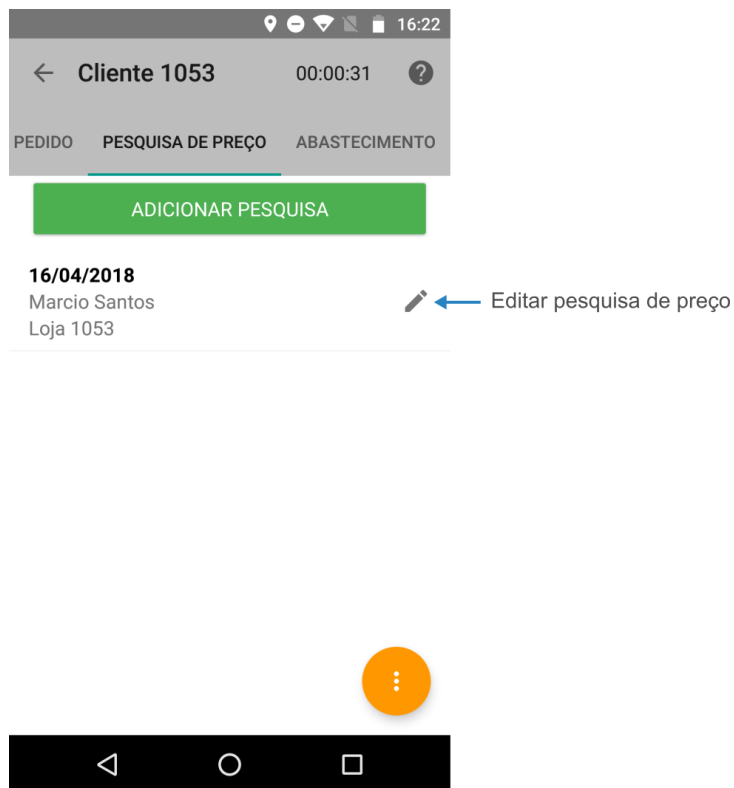 16:22
Cliente 1053 00:00:31
PEDIDO PESQUISA DE PREÇO ABASTECIMENTO
ADICIONAR PESQUISA
16/04/2018
Marcio Santos
Loja 1053
Editar pesquisa de preço